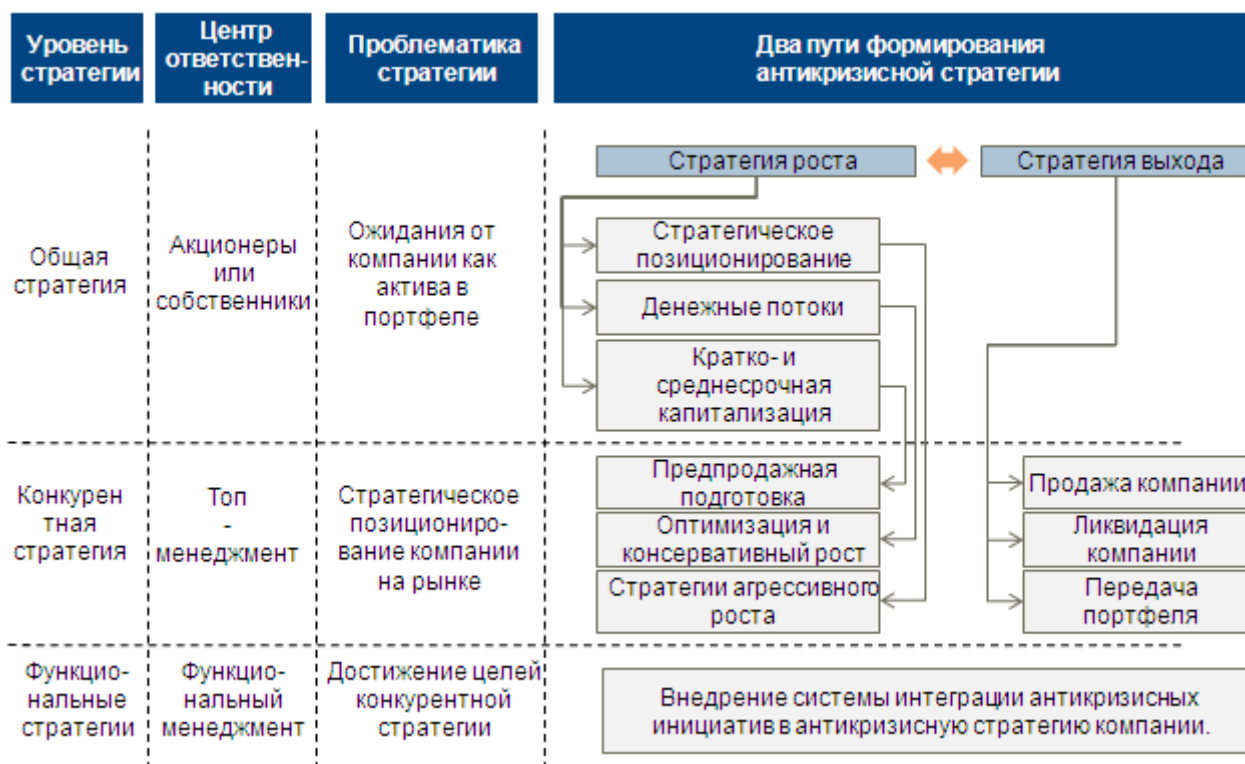 Уровень
стратегии
Центр
ответствен-
ности
Проблематика
стратегии
Два пути формирования
антикризисной стратегии
Стратегия роста
Стратегия выхода
Общая
стратегия
Акционеры
или
собственники
Ожидания от
компании как
актива в
портфеле
Стратегическое
позиционирование
Денежные потоки
Кратко- и
среднесрочная
капитализация
Конкурен
тная
стратегия
Топ
-
менеджмент
Стратегическое
позициониро-
вание компании
на рынке
Предпродажная
подготовка
Оптимизация и
консервативный рост
Стратегии агрессивного
роста
Продажа компании
Ликвидация
компании
Передача
портфеля
Функцио-
нальные
стратегии
Функцио-
нальный
менеджмент
Достижение целей
конкурентной
стратегии
Внедрение системы интеграции антикризисных
инициатив в антикризисную стратегию компании.